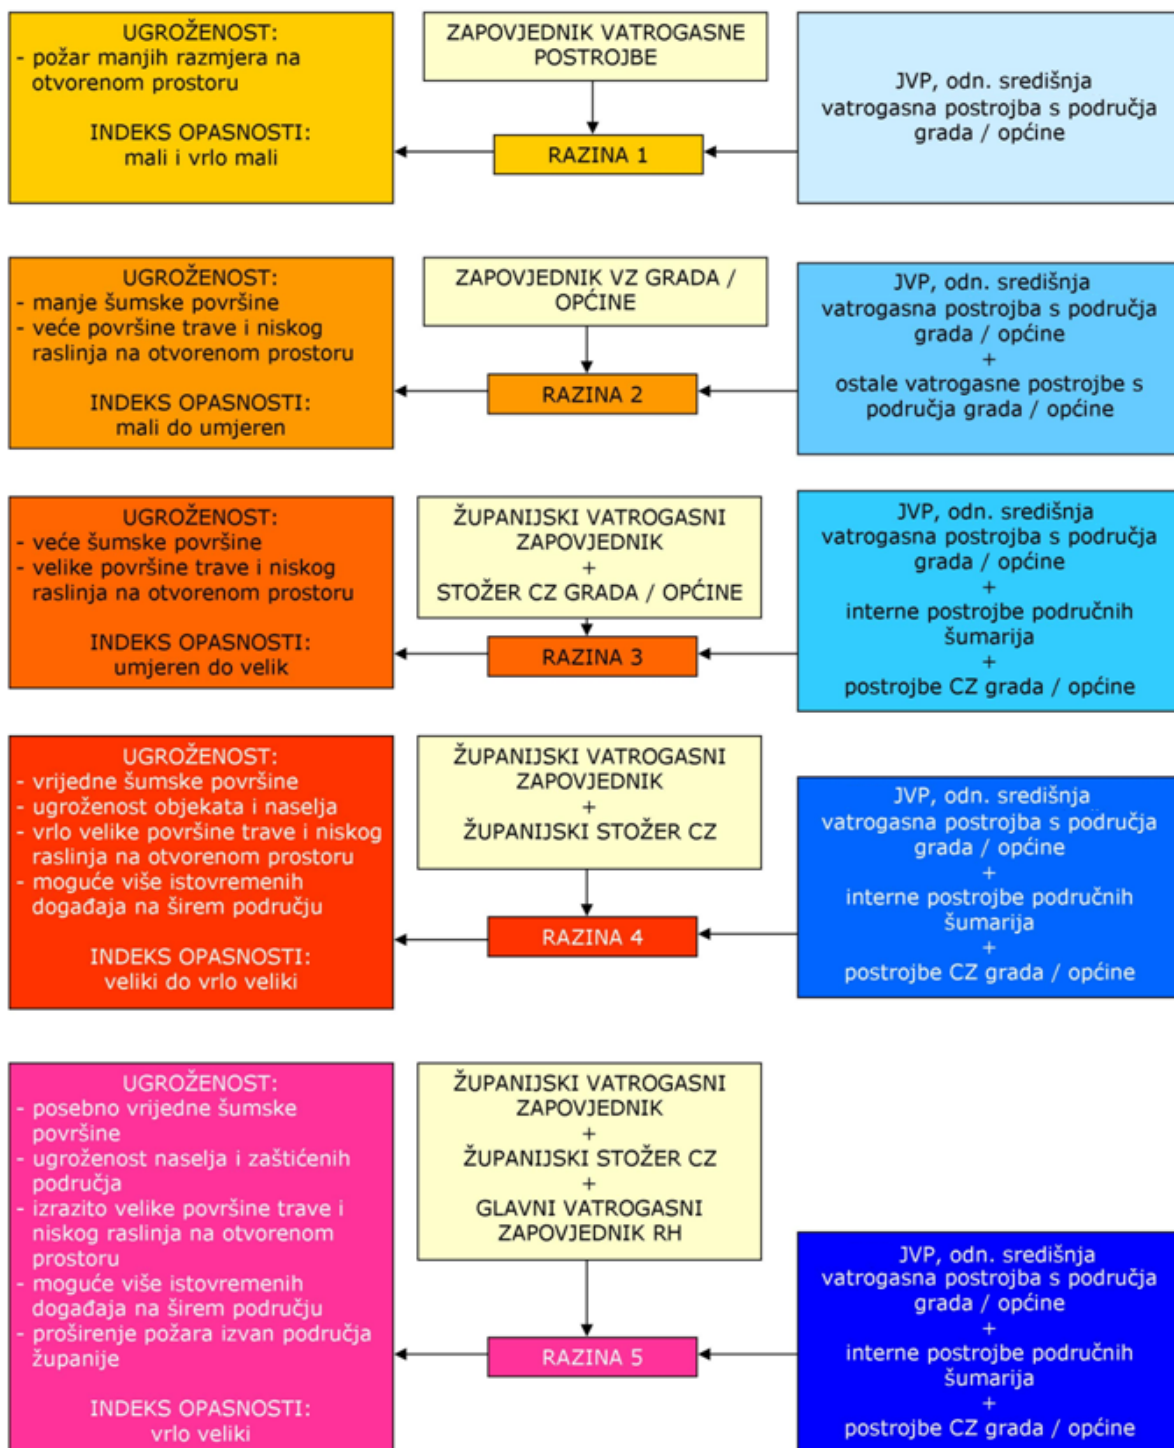 UGROŽENOST:
- požar manjih razmjera na
otvorenom prostoru
INDEKS OPASNOSTI:
mali i vrlo mali
ZAPOVJEDNIK VATROGASNE
POSTROJBE
RAZINA 1
JVP, odn. središnja
vatrogasna postrojba s područja
grada / općine
UGROŽENOST:
- manje šumske površine
- veće površine trave i niskog
raslinja na otvorenom prostoru
INDEKS OPASNOSTI:
mali do umjeren
ZAPOVJEDNIK VZ GRADA /
OPĆINE
RAZINA 2
JVP, odn. središnja
vatrogasna postrojba s područja
grada / općine
+
ostale vatrogasne postrojbe s
područja grada / općine
UGROŽENOST:
- veće šumske površine
- velike površine trave i niskog
raslinja na otvorenom prostoru
INDEKS OPASNOSTI:
umjeren do velik
ŽUPANIJSKI VATROGASNI
ZAPOVJEDNIK
+
STOŽER CZ GRADA / OPĆINE
RAZINA 3
JVP, odn. središnja
vatrogasna postrojba s područja
grada / općine
+
interne postrojbe područnih
šumarija
+
postrojbe CZ grada / općine
UGROŽENOST:
- vrijedne šumske površine
- ugroženost objekata i naselja
- vrlo velike površine trave i niskog
raslinja na otvorenom prostoru
- moguće više istovremenih
događaja na širem području
INDEKS OPASNOSTI:
veliki do vrlo veliki
ŽUPANIJSKI VATROGASNI
ZAPOVJEDNIK
+
ŽUPANIJSKI STOŽER CZ
RAZINA 4
JVP, odn. središnja
vatrogasna postrojba s područja
grada / općine
+
interne postrojbe područnih
šumarija
+
postrojbe CZ grada / općine
UGROŽENOST:
- posebno vrijedne šumske
površine
- ugroženost naselja i zaštićenih
područja
- izrazito velike površine trave i
niskog raslinja na otvorenom
prostoru
- moguće više istovremenih
događaja na širem području
- proširenje požara izvan područja
županije
INDEKS OPASNOSTI:
vrlo veliki
ŽUPANIJSKI VATROGASNI
ZAPOVJEDNIK
+
ŽUPANIJSKI STOŽER CZ
+
GLAVNI VATROGASNI
ZAPOVJEDNIK RH
RAZINA 5
JVP, odn. središnja
vatrogasna postrojba s područja
grada / općine
+
interne postrojbe područnih
šumarija
+
postrojbe CZ grada / općine